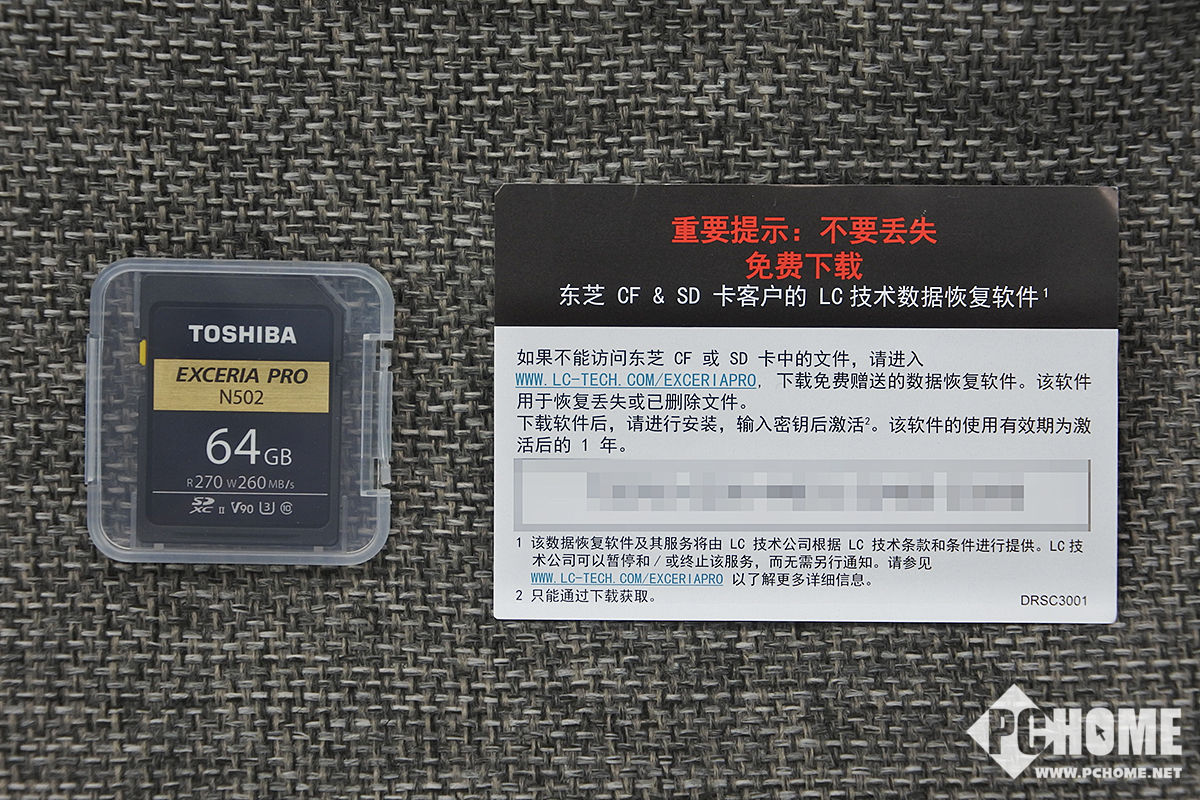 TOSHIBA
EXCERIA PRO
N502
64GB
R270 W260MB/s
SD XC II V90 U3 C10
重要提示：不要丢失
免费下载
东芝 CF & SD 卡客户的 LC 技术数据恢复软件1
如果不能访问东芝 CF 或 SD 卡中的文件，请进入
WWW.LC-TECH.COM/EXCERIAPRO，下载免费赠送的数据恢复软件。该软件
用于恢复丢失或已删除文件。
下载软件后，请进行安装，输入密钥后激活2。该软件的使用有效期为激
活后的 1 年。
1 该数据恢复软件及其服务将由 LC 技术公司根据 LC 技术条款和条件进行提供。LC 技
术公司可以暂停和/或终止该服务，而无需另行通知。请参见
WWW.LC-TECH.COM/EXCERIAPRO 以了解更多详细信息。
2 只能通过下载获取。
DRSC3001
PCHOME
WWW.PCHOME.NET